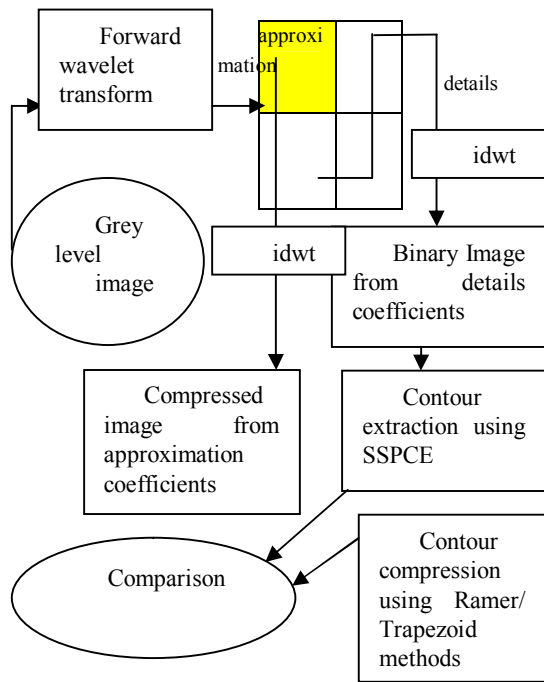 Forward
wavelet
transform
approxi
mation
details
idwt
Grey
level
image
idwt
Binary Image
from details
coefficients
Compressed
image from
approximation
coefficients
Contour
extraction using
SSPCE
Comparison
Contour
compression
using Ramer/
Trapezoid
methods